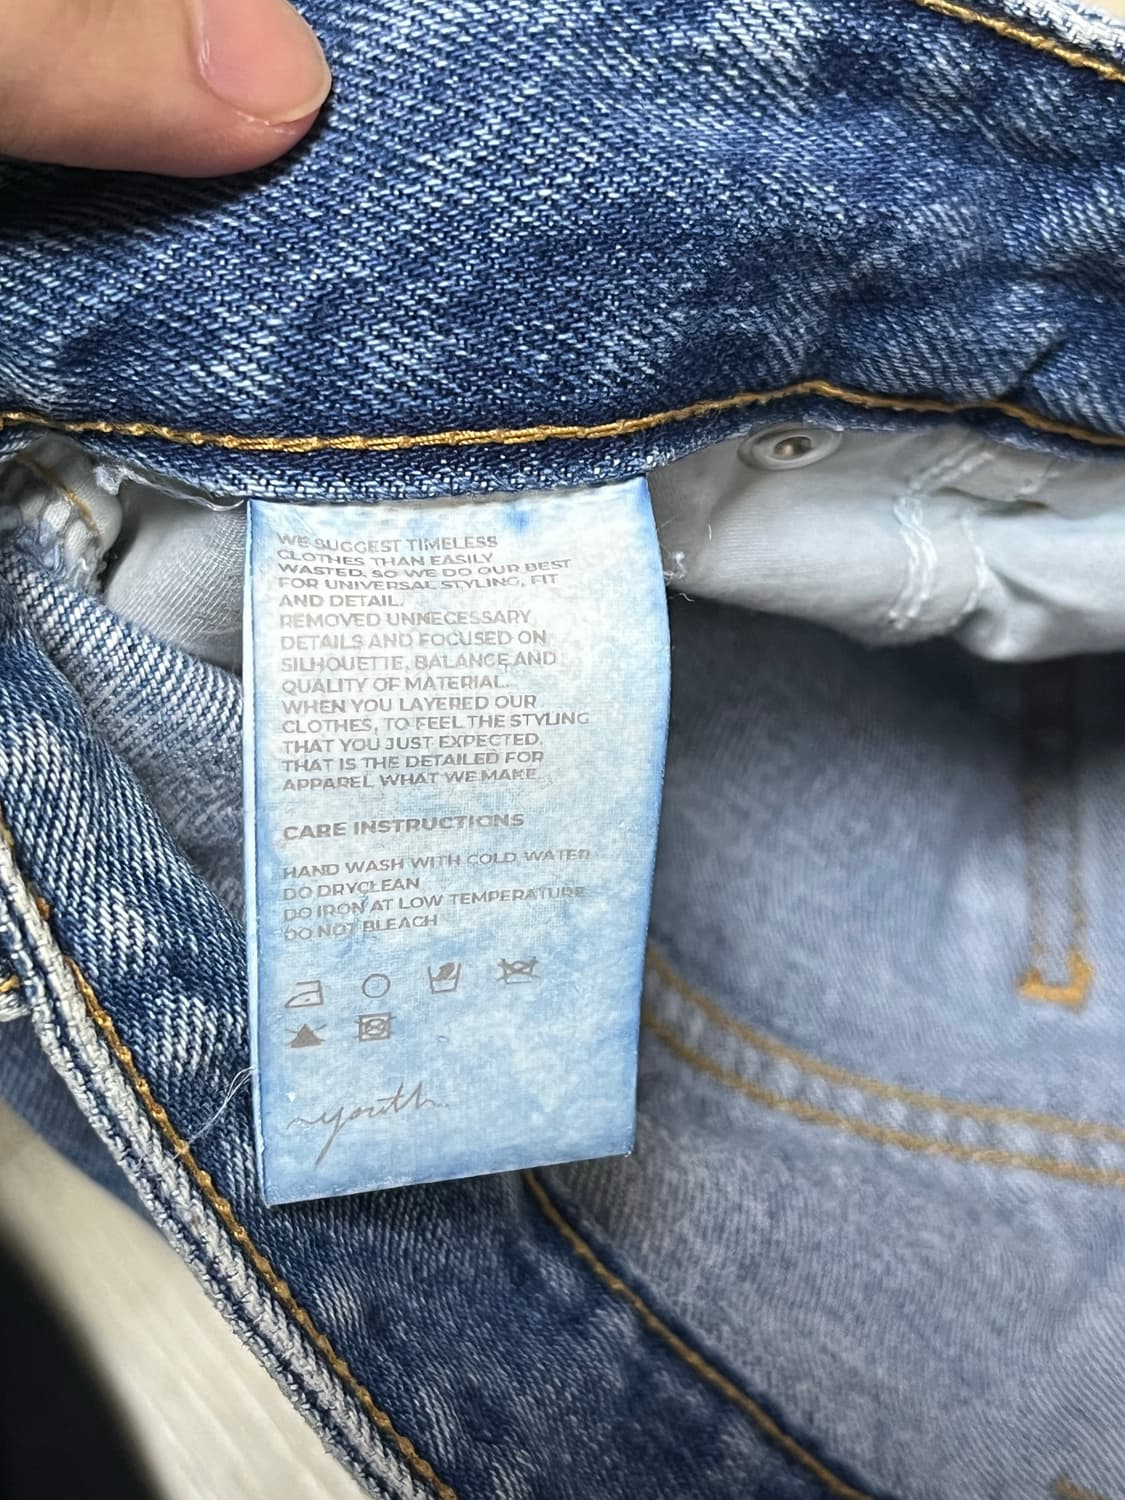 WE SUGGEST TIMELESS
CLOTHES THAN EASILY
WASTED. SO WE DO OUR BEST
FOR UNIVERSAL STYLING, FIT
AND DETAIL.
REMOVED UNNECESSARY
DETAILS AND FOCUSED ON
SILHOUETTE, BALANCE AND
QUALITY OF MATERIAL.
WHEN YOU LAYERED OUR
CLOTHES, TO FEEL THE STYLING
THAT YOU JUST EXPECTED,
THAT IS THE DETAILED FOR
APPAREL WHAT WE MAKE.
CARE INSTRUCTIONS
HAND WASH WITH COLD WATER
DO DRYCLEAN
DO IRON AT LOW TEMPERATURE
DO NOT BLEACH
youth